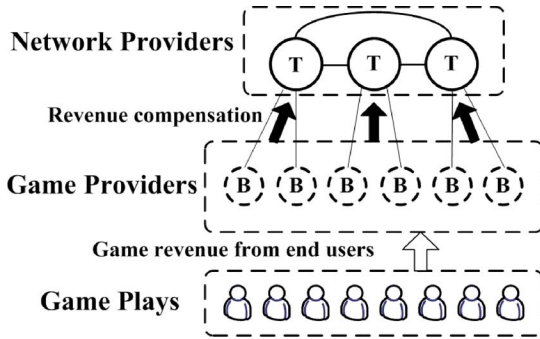 Network Providers
T T T
Revenue compensation
Game Providers
B B B B B B
Game revenue from end users
Game Plays